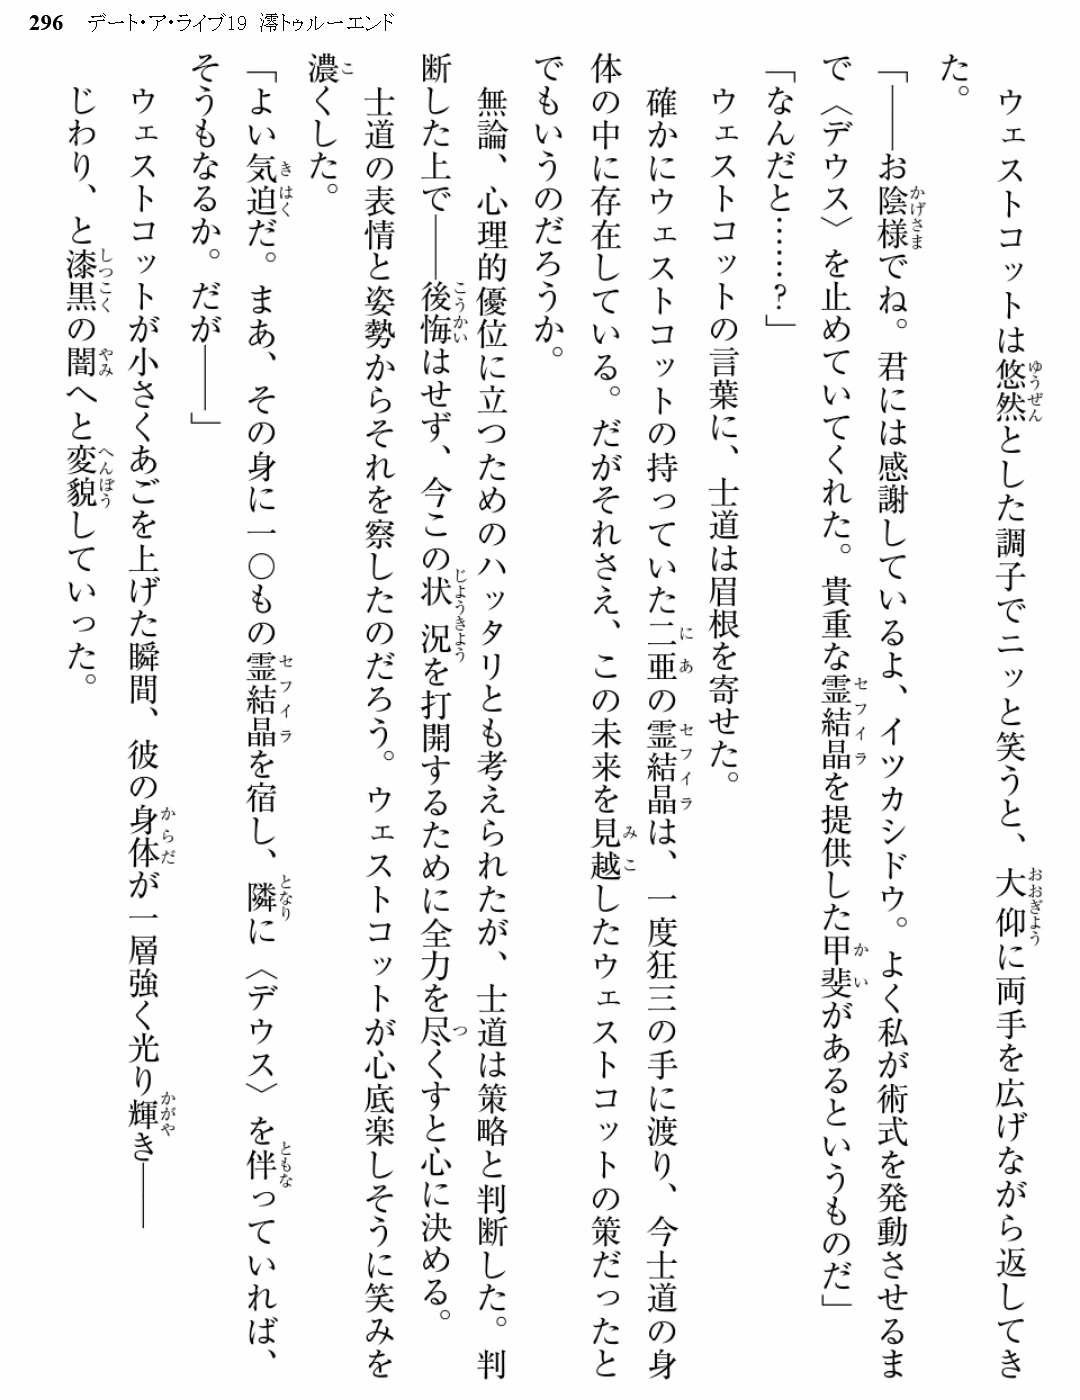 296 デート・ア・ライブ19 澪トゥルーエンド
ウェストコットは悠然とした調子でニッと笑うと、大仰に両手を広げながら返してき
た。
「――お陰様でね。君には感謝しているよ、イツカシドウ。よく私が術式を発動させるま
で〈デウス〉を止めていてくれた。貴重な霊結晶を提供した甲斐があるというものだ」
「なんだと……？」
ウェストコットの言葉に、士道は眉根を寄せた。
確かにウェストコットの持っていた二亜の霊結晶は、一度狂三の手に渡り、今士道の身
体の中に存在している。だがそれさえ、この未来を見越したウェストコットの策だったと
でもいうのだろうか。
無論、心理的優位に立つためのハッタリとも考えられたが、士道は策略と判断した。判
断した上で――後悔はせず、今この状況を打開するために全力を尽くすと心に決める。
士道の表情と姿勢からそれを察したのだろう。ウェストコットが心底楽しそうに笑みを
濃くした。
「よい気迫だ。まあ、その身に一〇もの霊結晶を宿し、隣に〈デウス〉を伴っていれば、
そうもなるか。だが――」
ウェストコットが小さくあごを上げた瞬間、彼の身体が一層強く光り輝き――
じわり、と漆黒の闇へと変貌していった。